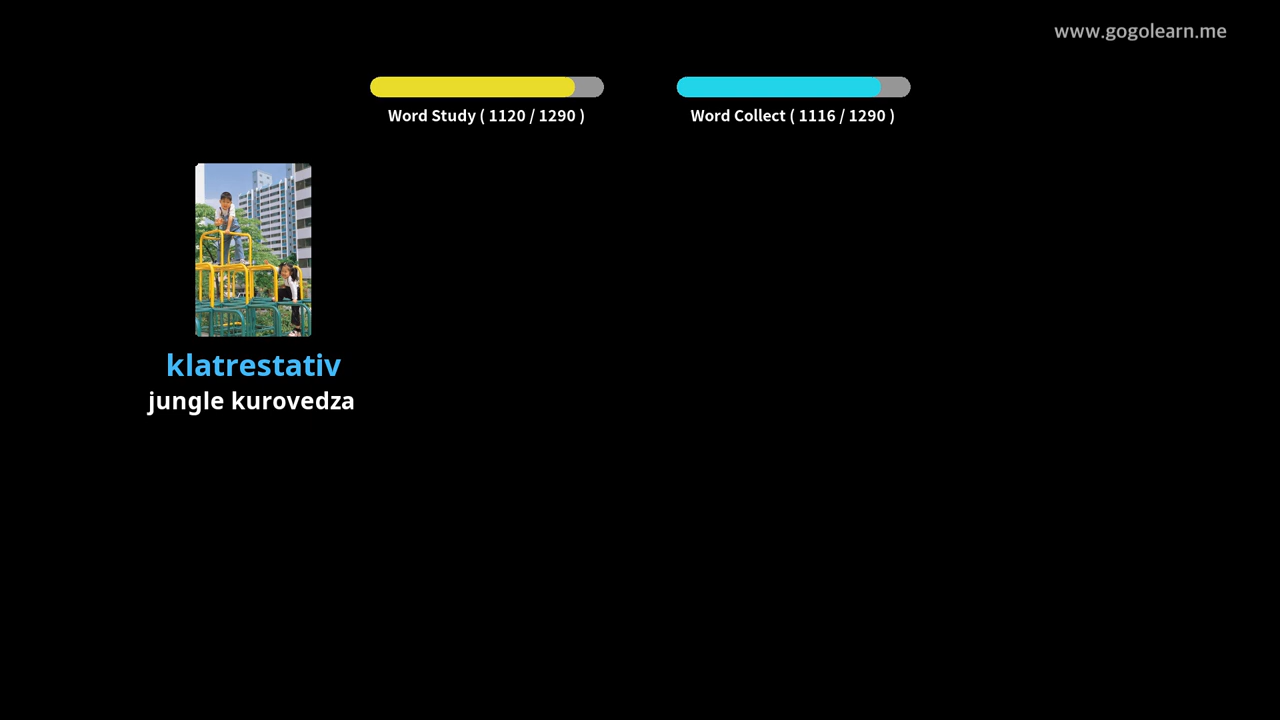 www.gogolearn.me
Word Study ( 1120 / 1290 )
Word Collect ( 1116 / 1290 )
klatrestativ
jungle kurovedza